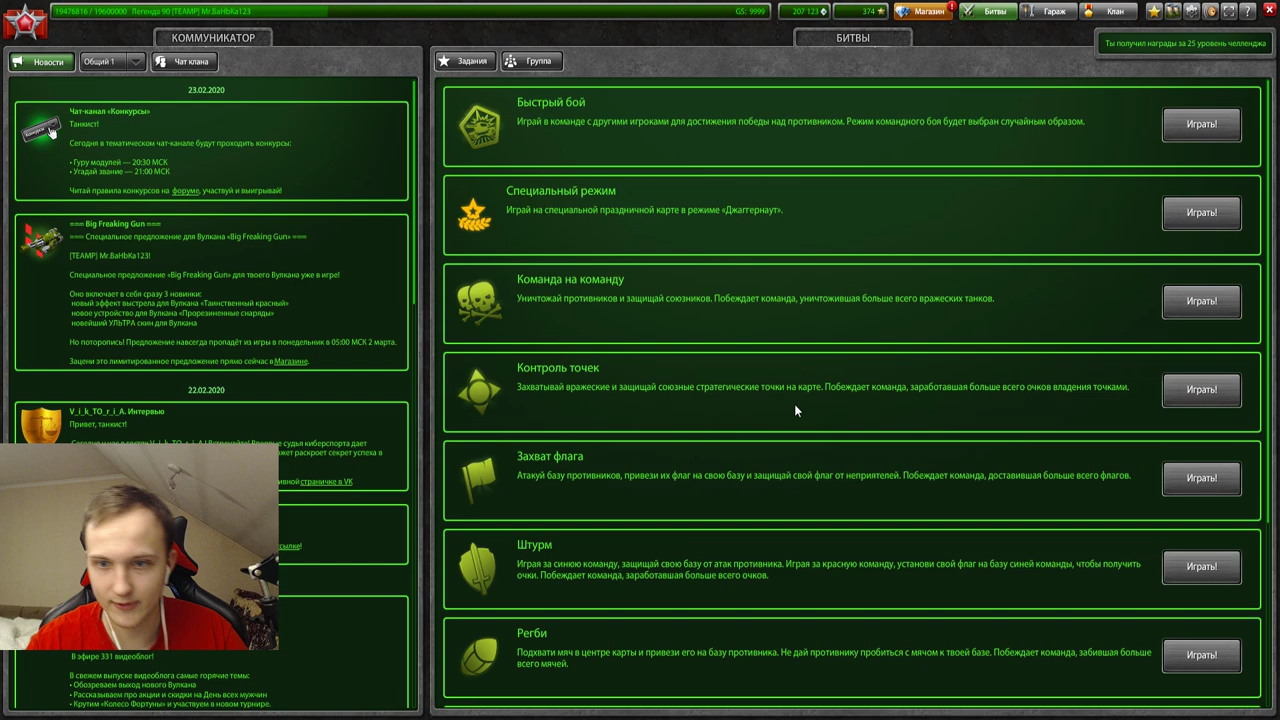 19476816 / 19600000 Легенда 90 [TEAMP] Mr.BaHbKa123
GS: 9999
207 123
374
Магазин
Битвы
Гараж
Клан
Ты получил награды за 25 уровень челленджа
КОММУНИКАТОР
Новости
Общий 1
Чат клана
23.02.2020
Чат-канал «Конкурсы»
Танкист!
Сегодня в тематическом чат-канале будут проходить конкурсы:
• Гуру модулей — 20:30 МСК
• Угадай звание — 21:00 МСК
Читай правила конкурсов на форуме, участвуй и выигрывай!
=== Big Freaking Gun ===
=== Специальное предложение для Вулкана «Big Freaking Gun» ===
[TEAMP] Mr.BaHbKa123!
Специальное предложение «Big Freaking Gun» для твоего Вулкана уже в игре!
Оно включает в себя сразу 3 новинки:
новый эффект выстрела для Вулкана «Таинственный красный»
новое устройство для Вулкана «Прорезиненные снаряды»
новейший УЛЬТРА скин для Вулкана
Но поторопись! Предложение навсегда пропадёт из игры в понедельник в 05:00 МСК 2 марта.
Зацени это лимитированное предложение прямо сейчас в Магазине.
22.02.2020
V_i_k_TO_r_i_A. Интервью
Привет, танкист!
судья киберспорта дает
раскроет секрет успеха в
страничке в VK
В эфире 331 видеоблог!
В свежем выпуске видеоблога самые горячие темы:
• Обозреваем выход нового Вулкана
• Рассказываем про акции и скидки на День всех мужчин
• Крутим «Колесо Фортуны» и участвуем в новом турнире.
БИТВЫ
Задания
Группа
Быстрый бой
Играй в команде с другими игроками для достижения победы над противником. Режим командного боя будет выбран случайным образом.
Играть!
Специальный режим
Играй на специальной праздничной карте в режиме «Джаггернаут».
Играть!
Команда на команду
Уничтожай противников и защищай союзников. Побеждает команда, уничтожившая больше всего вражеских танков.
Играть!
Контроль точек
Захватывай вражеские и защищай союзные стратегические точки на карте. Побеждает команда, заработавшая больше всего очков владения точками.
Играть!
Захват флага
Атакуй базу противников, привези их флаг на свою базу и защищай свой флаг от неприятелей. Побеждает команда, доставившая больше всего флагов.
Играть!
Штурм
Играя за синюю команду, защищай свою базу от атак противника. Играя за красную команду, установи свой флаг на базу синей команды, чтобы получить
очки. Побеждает команда, заработавшая больше всего очков.
Играть!
Регби
Подхвати мяч в центре карты и привези его на базу противника. Не дай противнику пробиться с мячом к твоей базе. Побеждает команда, забившая больше
всего мячей.
Играть!